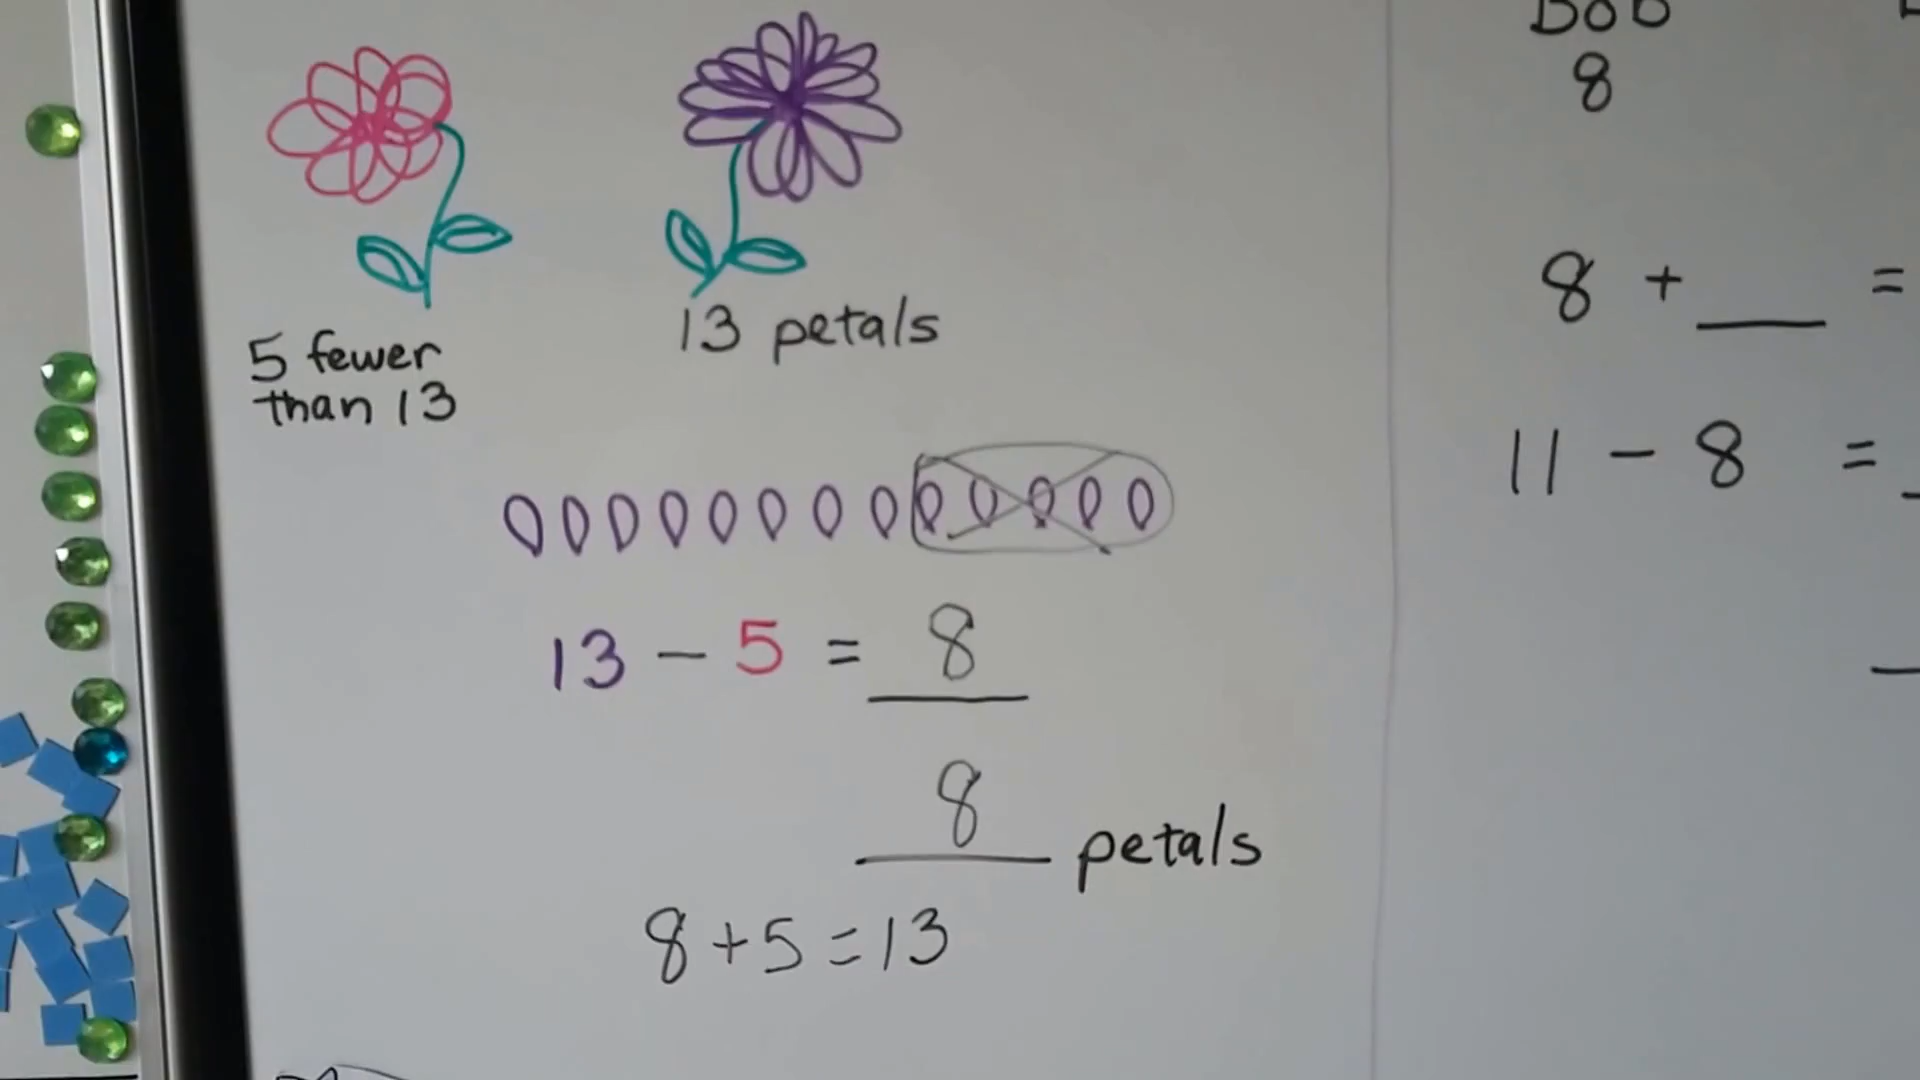 5 fewer
than 13
13 petals
13 - 5 = 8
8 petals
8 + 5 = 13
Bob
8
8 + ___ =
11 - 8 =